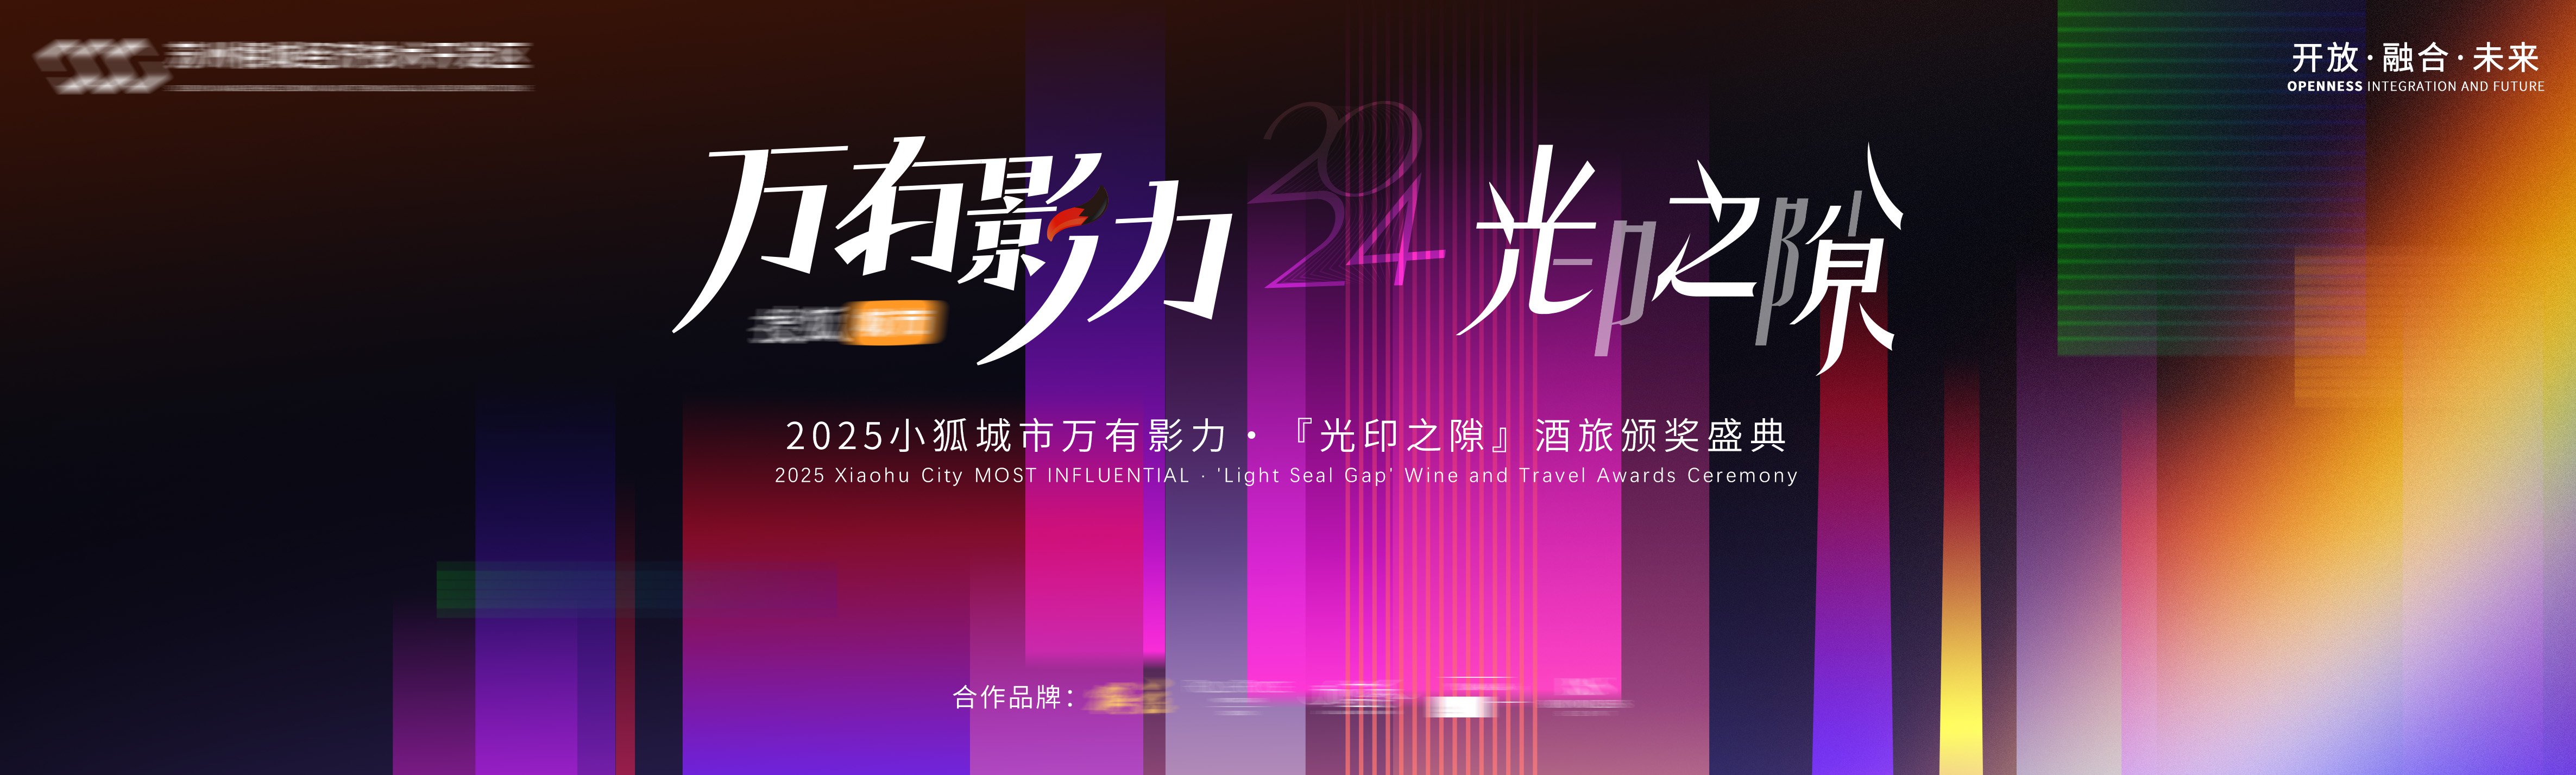 开放·融合·未来
OPENNESS INTEGRATION AND FUTURE
万有影力
2024
光印之隙
2025小狐城市万有影力·『光印之隙』酒旅颁奖盛典
2025 Xiaohu City MOST INFLUENTIAL · 'Light Seal Gap' Wine and Travel Awards Ceremony
合作品牌：